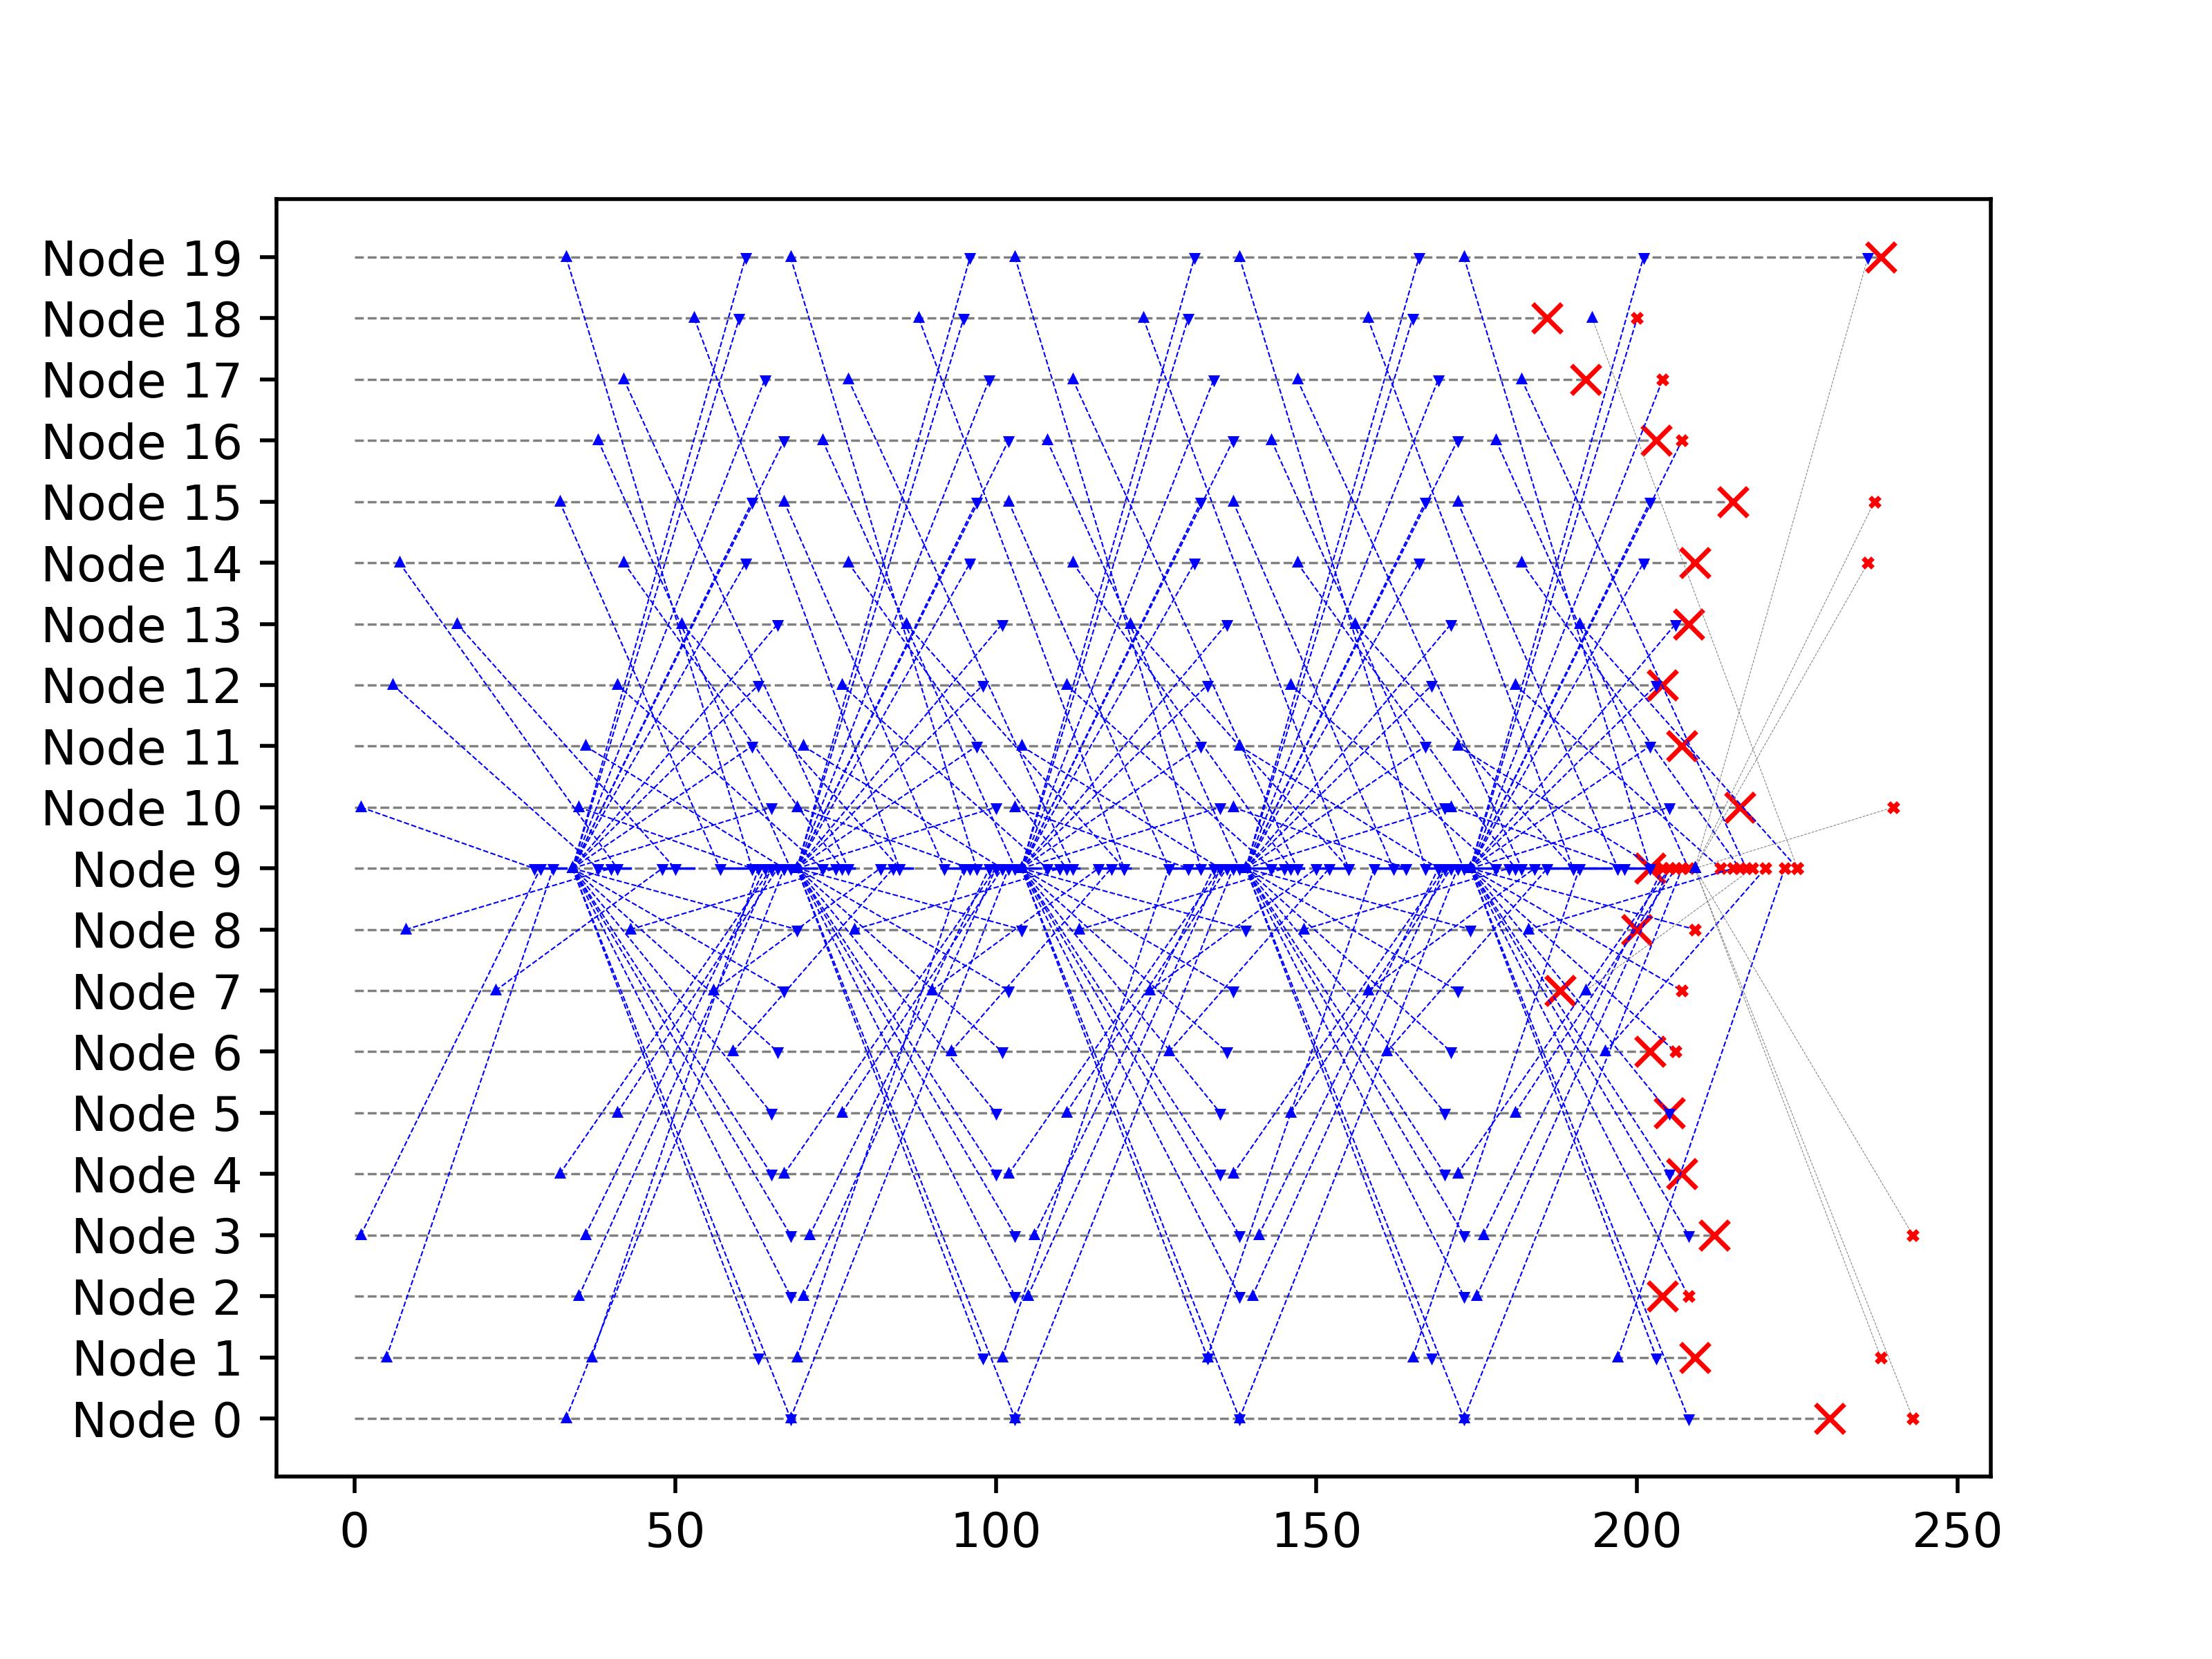 Node 19
Node 18
Node 17
Node 16
Node 15
Node 14
Node 13
Node 12
Node 11
Node 10
Node 9
Node 8
Node 7
Node 6
Node 5
Node 4
Node 3
Node 2
Node 1
Node 0
0 50 100 150 200 250